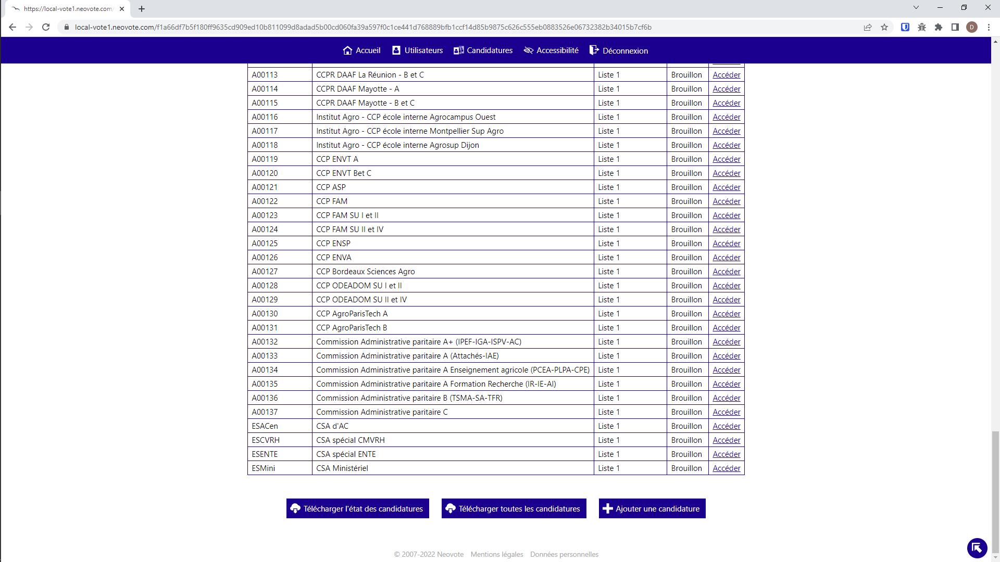 https://local-vote1.neovote.com/
local-vote1.neovote.com/f1a66df7b5f180ff9635cd909ed10b811099d8adad5b00cd060fa39a597f0c1ce441d768889bfb1ccf14d85b9875c626c555eb0883526e06732382b34015b7cf6b
D
Accueil Utilisateurs Candidatures Accessibilité Déconnexion
A00113 CCPR DAAF La Réunion - B et C Liste 1 Brouillon Accéder
A00114 CCPR DAAF Mayotte - A Liste 1 Brouillon Accéder
A00115 CCPR DAAF Mayotte - B et C Liste 1 Brouillon Accéder
A00116 Institut Agro - CCP école interne Agrocampus Ouest Liste 1 Brouillon Accéder
A00117 Institut Agro - CCP école interne Montpellier Sup Agro Liste 1 Brouillon Accéder
A00118 Institut Agro - CCP école interne Agrosup Dijon Liste 1 Brouillon Accéder
A00119 CCP ENVT A Liste 1 Brouillon Accéder
A00120 CCP ENVT Bet C Liste 1 Brouillon Accéder
A00121 CCP ASP Liste 1 Brouillon Accéder
A00122 CCP FAM Liste 1 Brouillon Accéder
A00123 CCP FAM SU I et II Liste 1 Brouillon Accéder
A00124 CCP FAM SU II et IV Liste 1 Brouillon Accéder
A00125 CCP ENSP Liste 1 Brouillon Accéder
A00126 CCP ENVA Liste 1 Brouillon Accéder
A00127 CCP Bordeaux Sciences Agro Liste 1 Brouillon Accéder
A00128 CCP ODEADOM SU I et II Liste 1 Brouillon Accéder
A00129 CCP ODEADOM SU II et IV Liste 1 Brouillon Accéder
A00130 CCP AgroParisTech A Liste 1 Brouillon Accéder
A00131 CCP AgroParisTech B Liste 1 Brouillon Accéder
A00132 Commission Administrative paritaire A+ (IPEF-IGA-ISPV-AC) Liste 1 Brouillon Accéder
A00133 Commission Administrative paritaire A (Attachés-IAE) Liste 1 Brouillon Accéder
A00134 Commission Administrative paritaire A Enseignement agricole (PCEA-PLPA-CPE) Liste 1 Brouillon Accéder
A00135 Commission Administrative paritaire A Formation Recherche (IR-IE-AI) Liste 1 Brouillon Accéder
A00136 Commission Administrative paritaire B (TSMA-SA-TFR) Liste 1 Brouillon Accéder
A00137 Commission Administrative paritaire C Liste 1 Brouillon Accéder
ESACen CSA d'AC Liste 1 Brouillon Accéder
ESCVRH CSA spécial CMVRH Liste 1 Brouillon Accéder
ESENTE CSA spécial ENTE Liste 1 Brouillon Accéder
ESMini CSA Ministériel Liste 1 Brouillon Accéder
Télécharger l'état des candidatures Télécharger toutes les candidatures Ajouter une candidature
© 2007-2022 Neovote Mentions légales Données personnelles